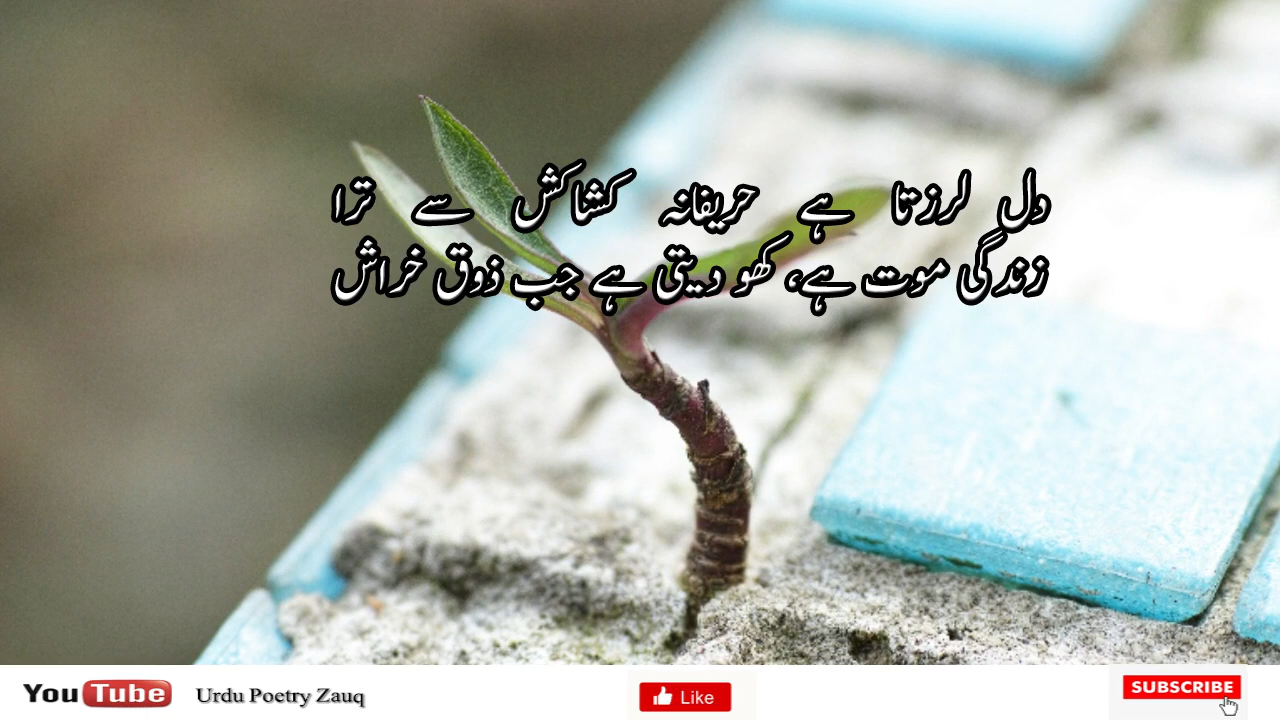 دل لرزتا ہے حریفانہ کشاکش سے ترا
زندگی موت ہے، کھو دیتی ہے جب ذوق خراش
YouTube Urdu Poetry Zauq Like SUBSCRIBE